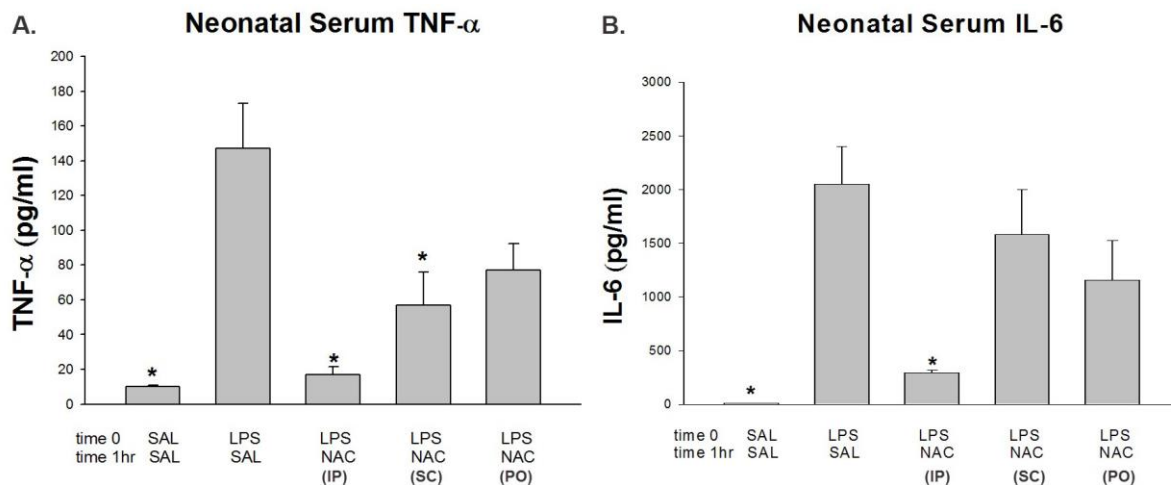 A.
Neonatal Serum TNF-α
TNF-α (pg/ml)
200
180
160
140
120
100
80
60
40
20
0
*
*
*
time 0 SAL LPS LPS LPS LPS
time 1hr SAL SAL NAC NAC NAC
(IP) (SC) (PO)
B.
Neonatal Serum IL-6
IL-6 (pg/ml)
3000
2500
2000
1500
1000
500
0
*
*
time 0 SAL LPS LPS LPS LPS
time 1hr SAL SAL NAC NAC NAC
(IP) (SC) (PO)